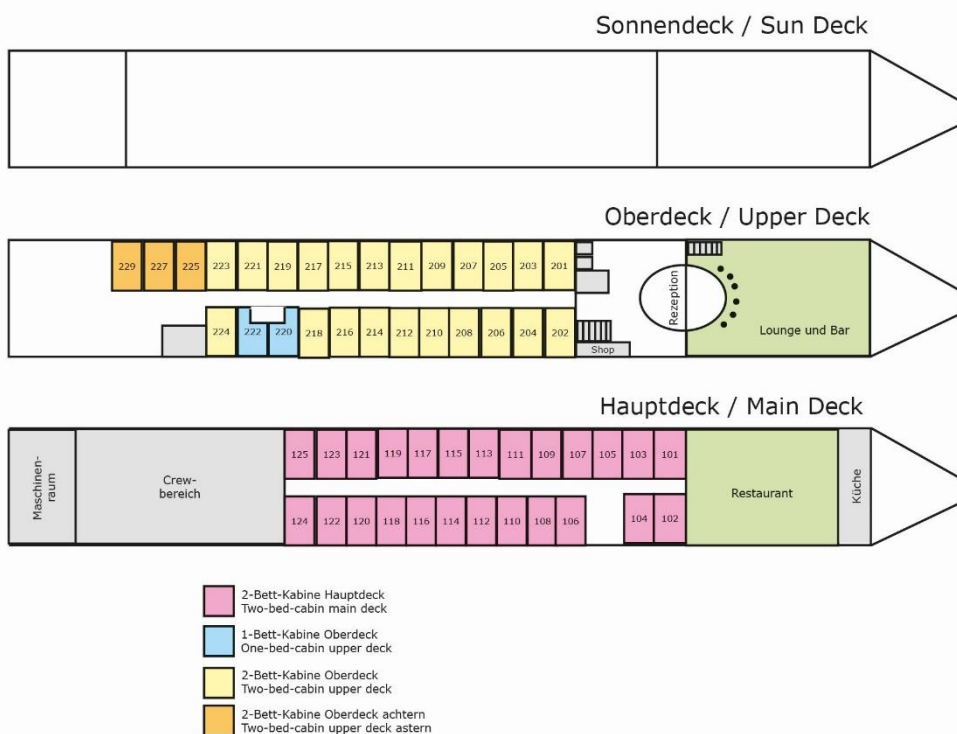 Sonnendeck / Sun Deck
Oberdeck / Upper Deck
229 227 225 223 221 219 217 215 213 211 209 207 205 203 201
Rezeption
Lounge und Bar
224 222 220 218 216 214 212 210 208 206 204 202
Shop
Hauptdeck / Main Deck
Maschinen-
raum
Crew-
bereich
125 123 121 119 117 115 113 111 109 107 105 103 101
124 122 120 118 116 114 112 110 108 106 104 102
Restaurant
Küche
2-Bett-Kabine Hauptdeck
Two-bed-cabin main deck
1-Bett-Kabine Oberdeck
One-bed-cabin upper deck
2-Bett-Kabine Oberdeck
Two-bed-cabin upper deck
2-Bett-Kabine Oberdeck achtern
Two-bed-cabin upper deck astern